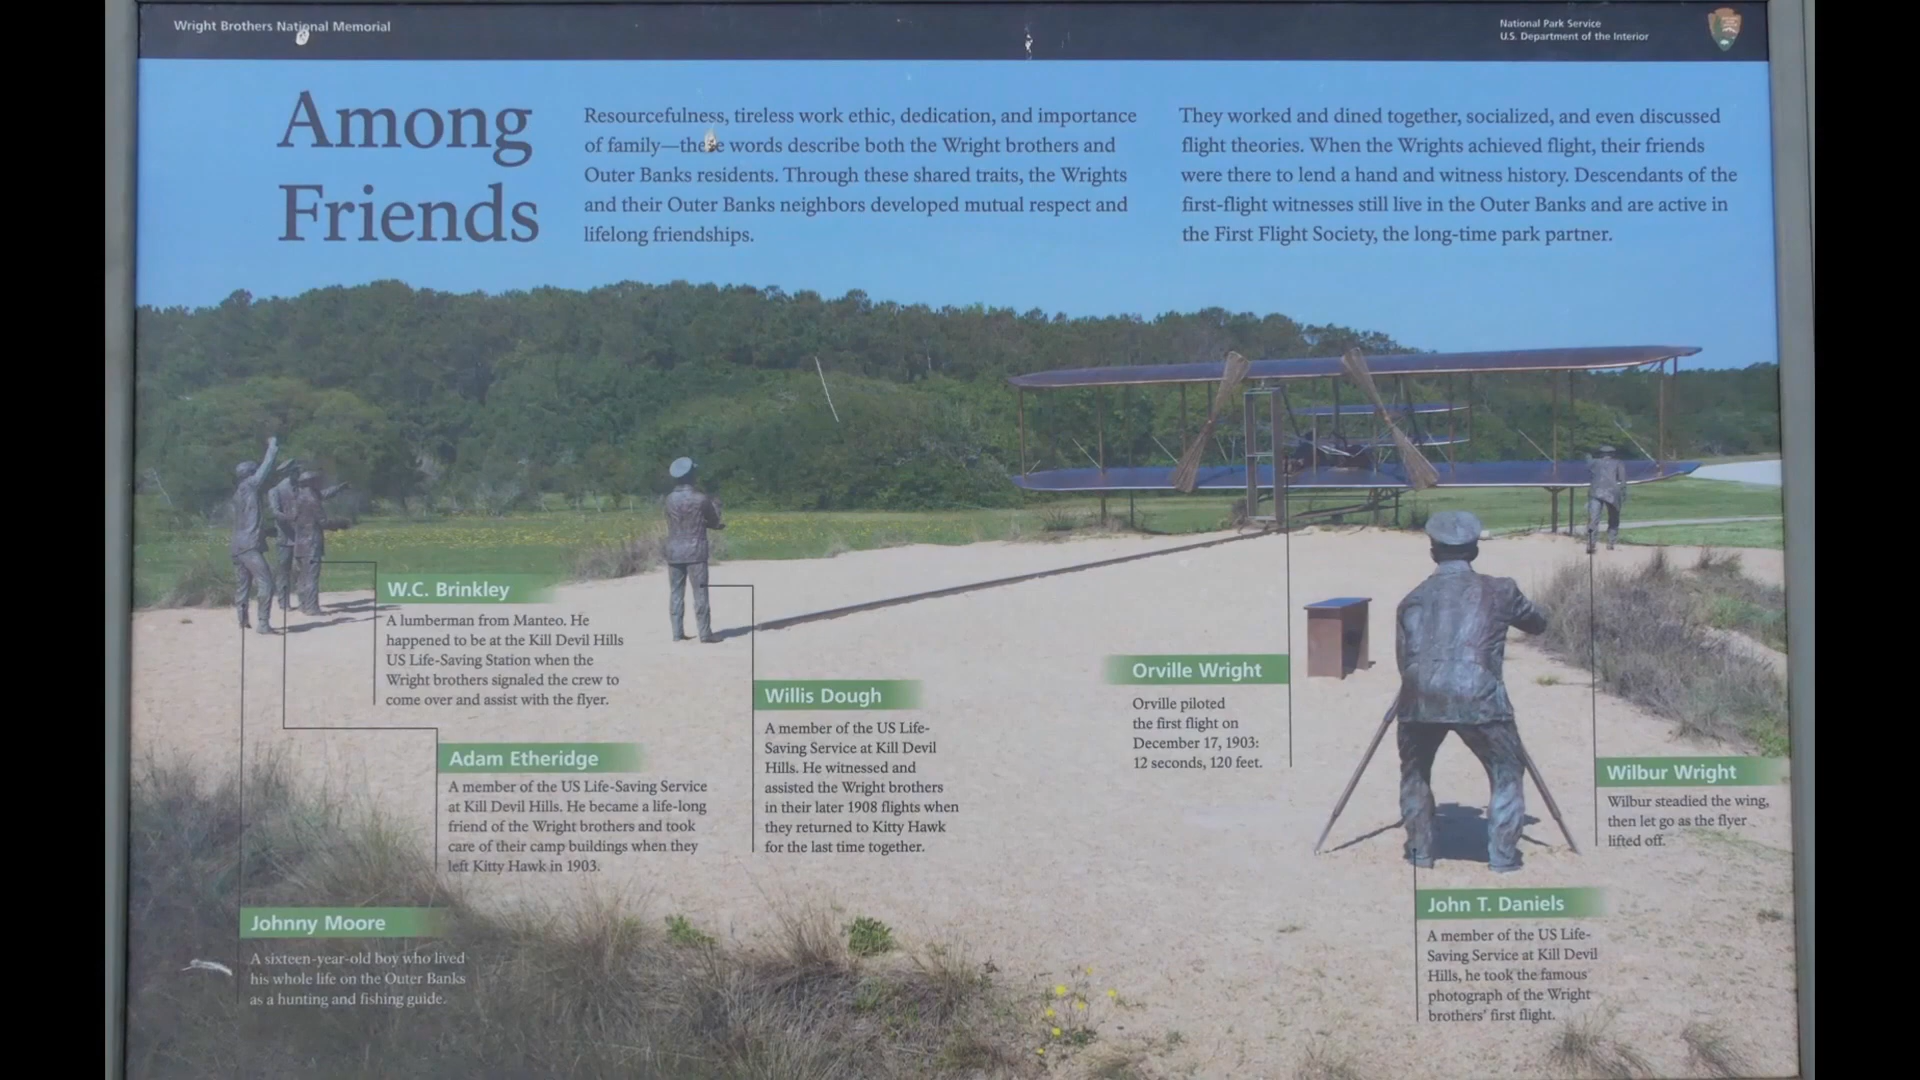 Wright Brothers National Memorial
National Park Service
U.S. Department of the Interior
Among
Friends
Resourcefulness, tireless work ethic, dedication, and importance
of family—these words describe both the Wright brothers and
Outer Banks residents. Through these shared traits, the Wrights
and their Outer Banks neighbors developed mutual respect and
lifelong friendships.
They worked and dined together, socialized, and even discussed
flight theories. When the Wrights achieved flight, their friends
were there to lend a hand and witness history. Descendants of the
first-flight witnesses still live in the Outer Banks and are active in
the First Flight Society, the long-time park partner.
W.C. Brinkley
A lumberman from Manteo. He
happened to be at the Kill Devil Hills
US Life-Saving Station when the
Wright brothers signaled the crew to
come over and assist with the flyer.
Adam Etheridge
A member of the US Life-Saving Service
at Kill Devil Hills. He became a life-long
friend of the Wright brothers and took
care of their camp buildings when they
left Kitty Hawk in 1903.
Johnny Moore
A sixteen-year-old boy who lived
his whole life on the Outer Banks
as a hunting and fishing guide.
Willis Dough
A member of the US Life-
Saving Service at Kill Devil
Hills. He witnessed and
assisted the Wright brothers
in their later 1908 flights when
they returned to Kitty Hawk
for the last time together.
Orville Wright
Orville piloted
the first flight on
December 17, 1903:
12 seconds, 120 feet.
Wilbur Wright
Wilbur steadied the wing,
then let go as the flyer
lifted off.
John T. Daniels
A member of the US Life-
Saving Service at Kill Devil
Hills, he took the famous
photograph of the Wright
brothers' first flight.